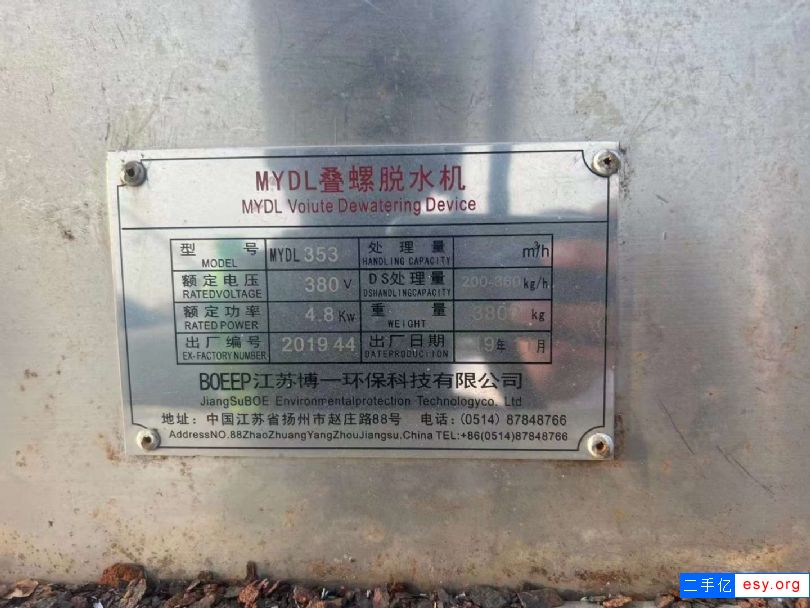 MYDL叠螺脱水机
MYDL Voiute Dewatering Device
型号 MODEL MYDL 353 处理量 HANDLING CAPACITY m³/h
额定电压 RATEDVOLTAGE 380 V DS处理量 DSHANDLINGCAPACITY kg/h
额定功率 RATED POWER 4.8 Kw 重量 WEIGHT kg
出厂编号 EX-FACTORY NUMBER 2019 44 出厂日期 DATEPRODUCTION 19年 月
BOEEP江苏博一环保科技有限公司
JiangSuBOE Environmentalprotection Technologyco. Ltd
地址: 中国江苏省扬州市赵庄路88号 电话: (0514) 87848766
AddressNO.88ZhaoZhuangYangZhouJiangsu,China TEL:+86(0514)87848766
二手亿 esy.org